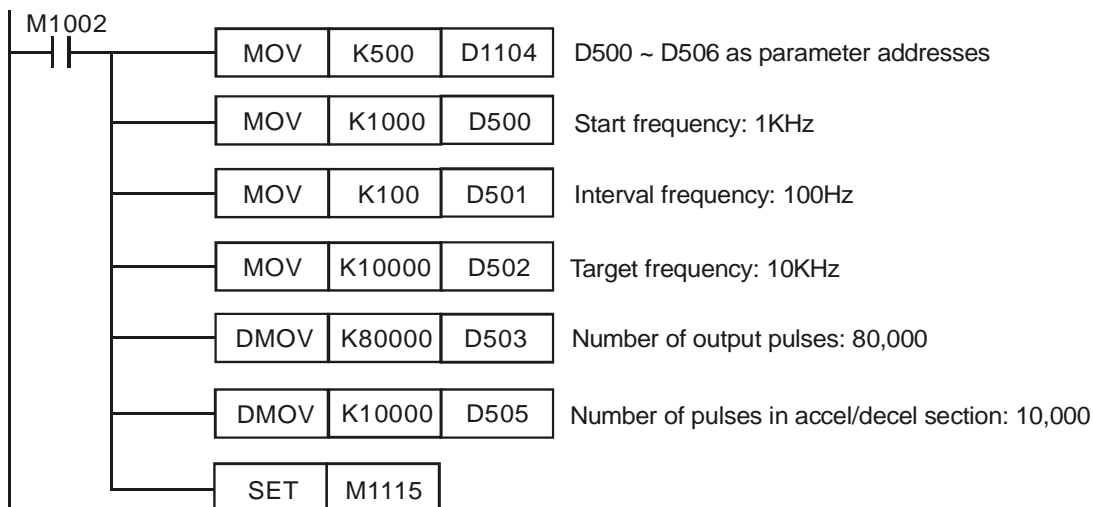 M1002
MOV K500 D1104 D500 ~ D506 as parameter addresses
MOV K1000 D500 Start frequency: 1KHz
MOV K100 D501 Interval frequency: 100Hz
MOV K10000 D502 Target frequency: 10KHz
DMOV K80000 D503 Number of output pulses: 80,000
DMOV K10000 D505 Number of pulses in accel/decel section: 10,000
SET M1115